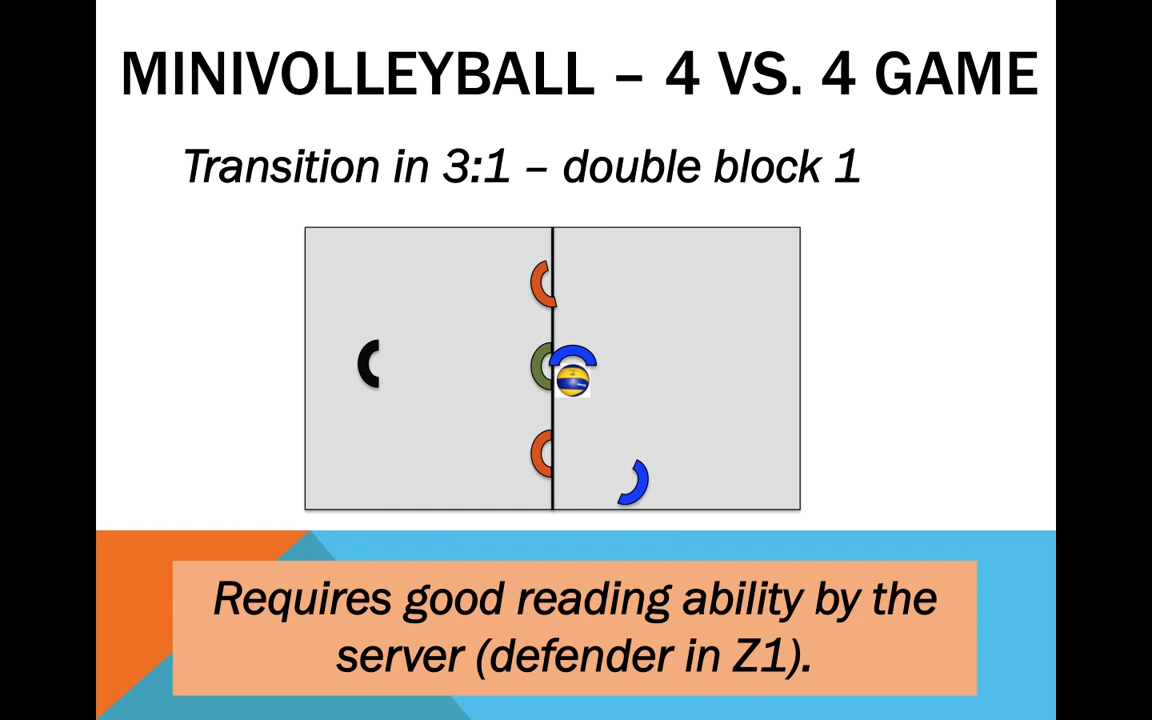 MINIVOLLEYBALL – 4 VS. 4 GAME
Transition in 3:1 – double block 1
Requires good reading ability by the
server (defender in Z1).